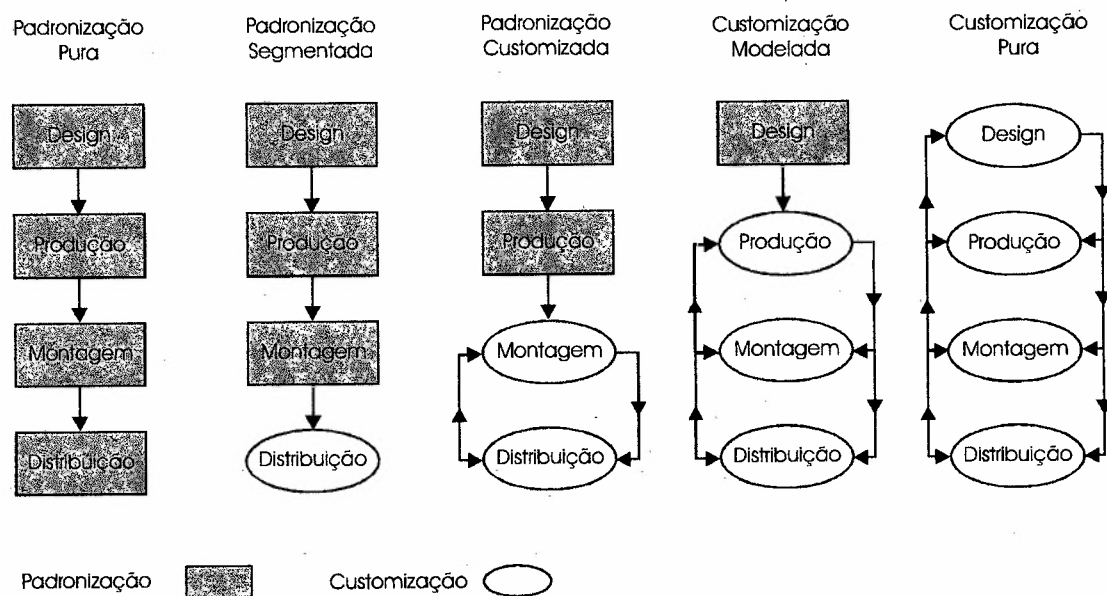 Padronização
Pura
Padronização
Segmentada
Padronização
Customizada
Customização
Modelada
Customização
Pura
Design
Design
Design
Design
Design
Produção
Produção
Produção
Produção
Produção
Montagem
Montagem
Montagem
Montagem
Montagem
Distribuição
Distribuição
Distribuição
Distribuição
Distribuição
Padronização
Customização